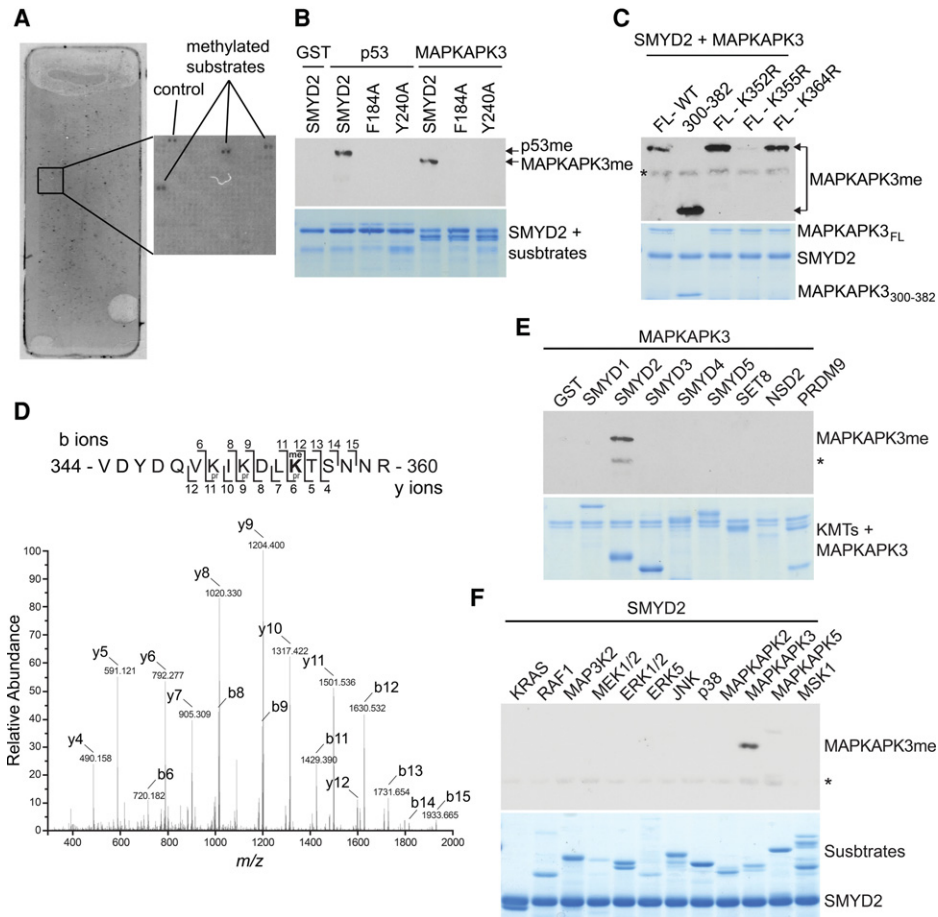 A
methylated
substrates
control
B
GST p53 MAPKAPK3
SMYD2 SMYD2 F184A Y240A SMYD2 F184A Y240A
p53me
MAPKAPK3me
SMYD2 +
susbtrates
C
SMYD2 + MAPKAPK3
FL- WT 300-382 FL - K352R FL - K355R FL - K364R
*
MAPKAPK3me
MAPKAPK3FL
SMYD2
MAPKAPK3300-382
D
b ions
6 8 9 11 12 13 14 15
me
344 - V D Y D Q V K I K D L K T S N N R - 360
pr pr pr
12 11 10 9 8 7 6 5 4
y ions
Relative Abundance
100
90
80
70
60
50
40
30
20
10
0
y9
1204.400
y8
1020.330
y10
1317.422
y5
591.121
y6
792.277
y11
1501.536
y7
905.309
b8
b12
1630.532
b9
y4
490.158
b11
1429.390
b6
720.182
y12
b13
1731.654
b14
b15
1933.665
400 600 800 1000 1200 1400 1600 1800 2000
m/z
E
MAPKAPK3
GST SMYD1 SMYD2 SMYD3 SMYD4 SMYD5 SET8 NSD2 PRDM9
MAPKAPK3me
*
KMTs +
MAPKAPK3
F
SMYD2
KRAS RAF1 MAP3K2 MEK1/2 ERK1/2 ERK5 JNK p38 MAPKAPK2 MAPKAPK3 MAPKAPK5 MSK1
MAPKAPK3me
*
Susbtrates
SMYD2